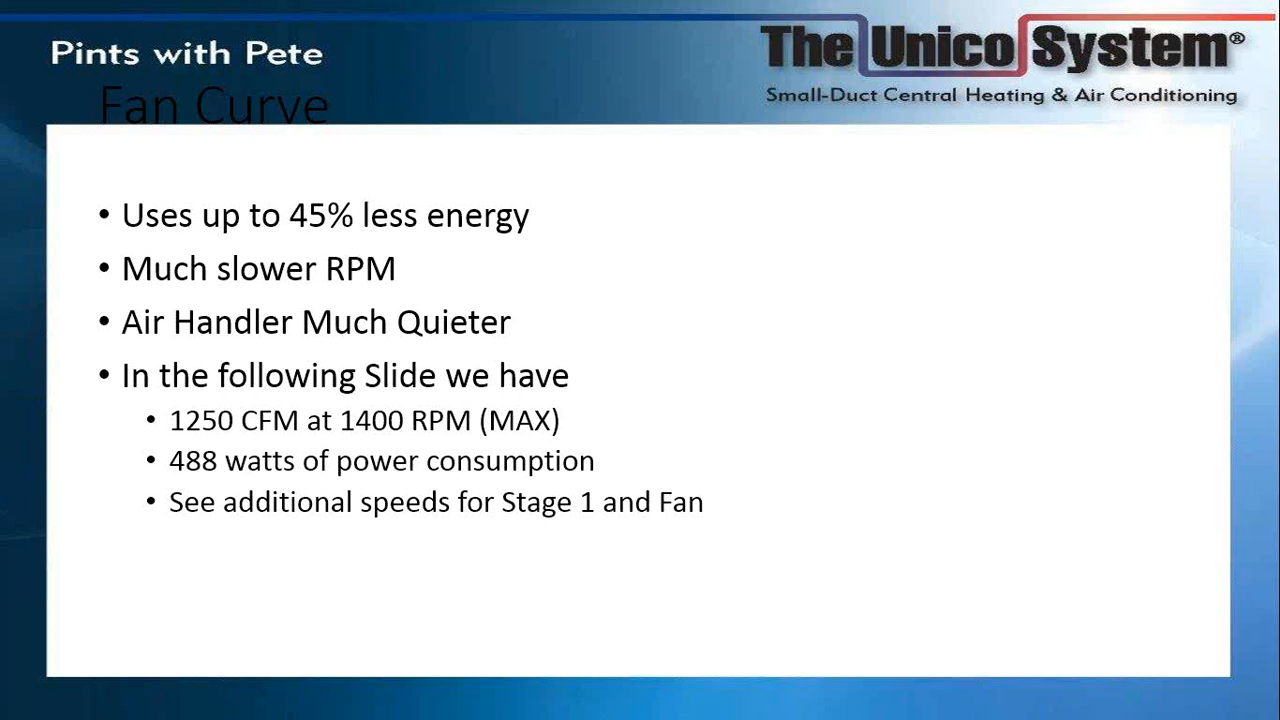 Pints with Pete
The Unico System®
Small-Duct Central Heating & Air Conditioning
Fan Curve
• Uses up to 45% less energy
• Much slower RPM
• Air Handler Much Quieter
• In the following Slide we have
• 1250 CFM at 1400 RPM (MAX)
• 488 watts of power consumption
• See additional speeds for Stage 1 and Fan